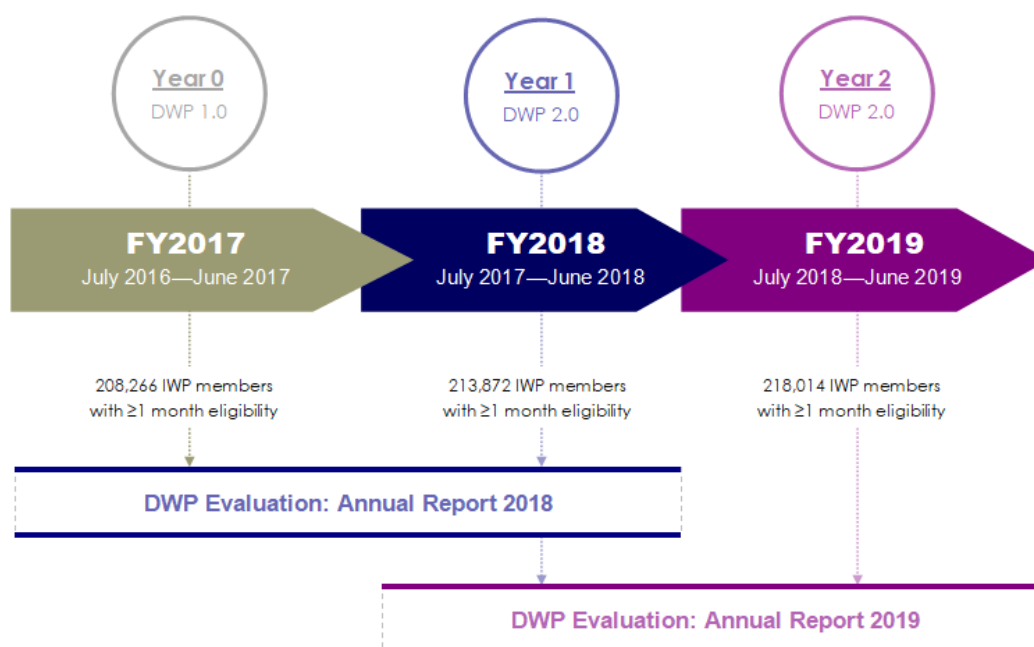 Year 0
DWP 1.0
Year 1
DWP 2.0
Year 2
DWP 2.0
FY2017
July 2016—June 2017
FY2018
July 2017—June 2018
FY2019
July 2018—June 2019
208,266 IWP members
with ≥1 month eligibility
213,872 IWP members
with ≥1 month eligibility
218,014 IWP members
with ≥1 month eligibility
DWP Evaluation: Annual Report 2018
DWP Evaluation: Annual Report 2019